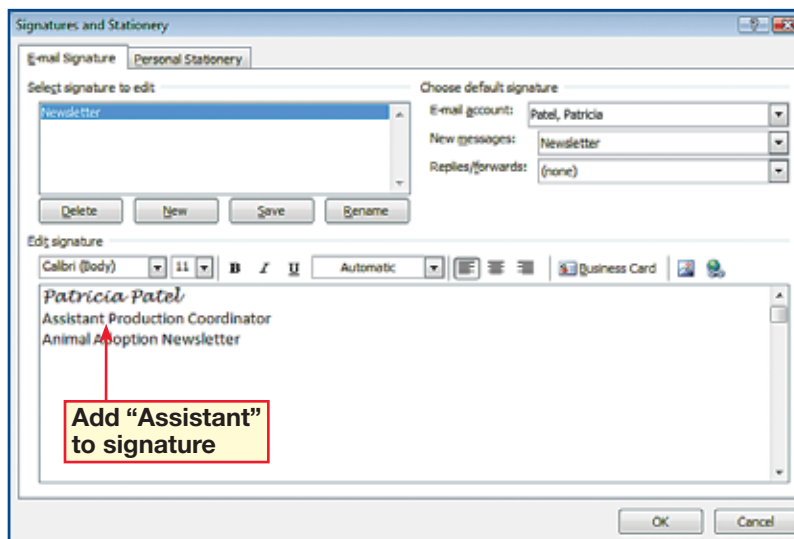 Signatures and Stationery
E-mail Signature Personal Stationery
Select signature to edit Choose default signature
Newsletter
E-mail account: Patel, Patricia
New messages: Newsletter
Replies/forwards: (none)
Delete New Save Rename
Edit signature
Calibri (Body) 11 B I U Automatic Business Card
Patricia Patel
Assistant Production Coordinator
Animal Adoption Newsletter
Add “Assistant”
to signature
OK Cancel